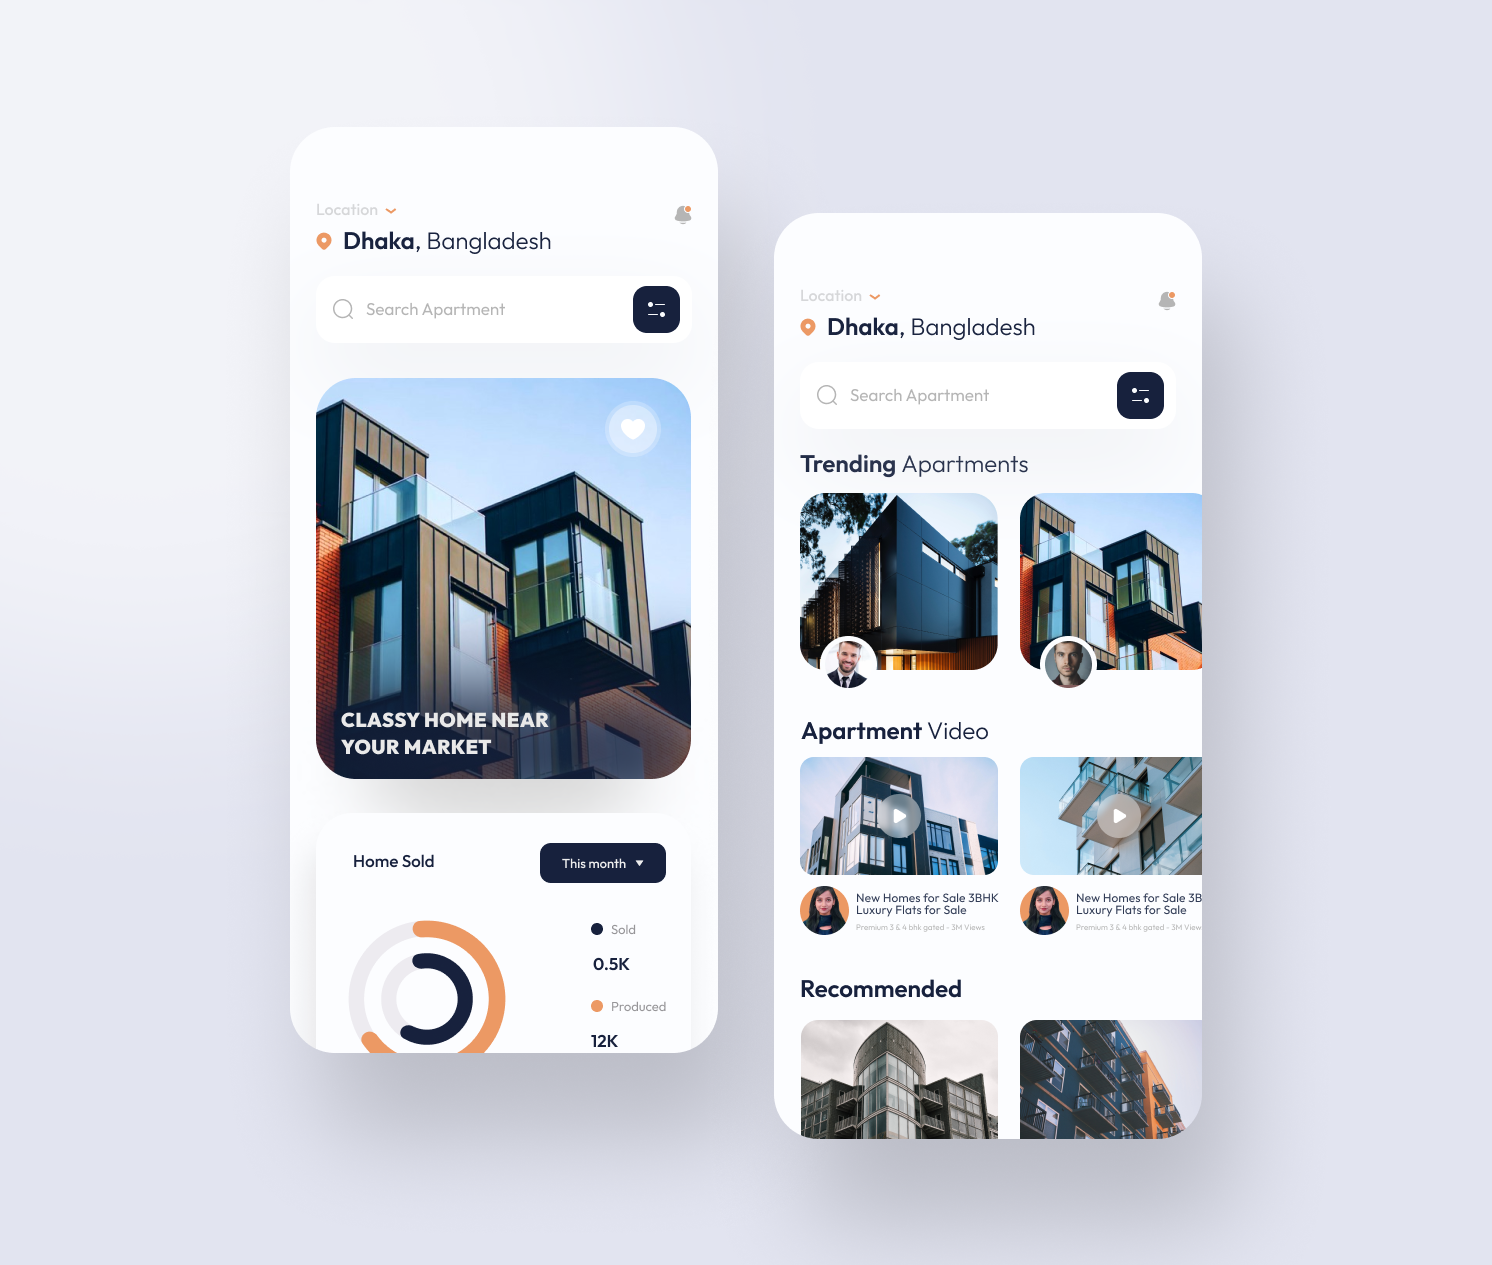 Location
Dhaka, Bangladesh
Search Apartment
CLASSY HOME NEAR
YOUR MARKET
Home Sold
This month
Sold
0.5K
Produced
12K
Location
Dhaka, Bangladesh
Search Apartment
Trending Apartments
Apartment Video
New Homes for Sale 3BHK
Luxury Flats for Sale
Premium 3 & 4 bhk gated - 3M Views
New Homes for Sale 3B
Luxury Flats for Sale
Premium 3 & 4 bhk gated - 3M View
Recommended